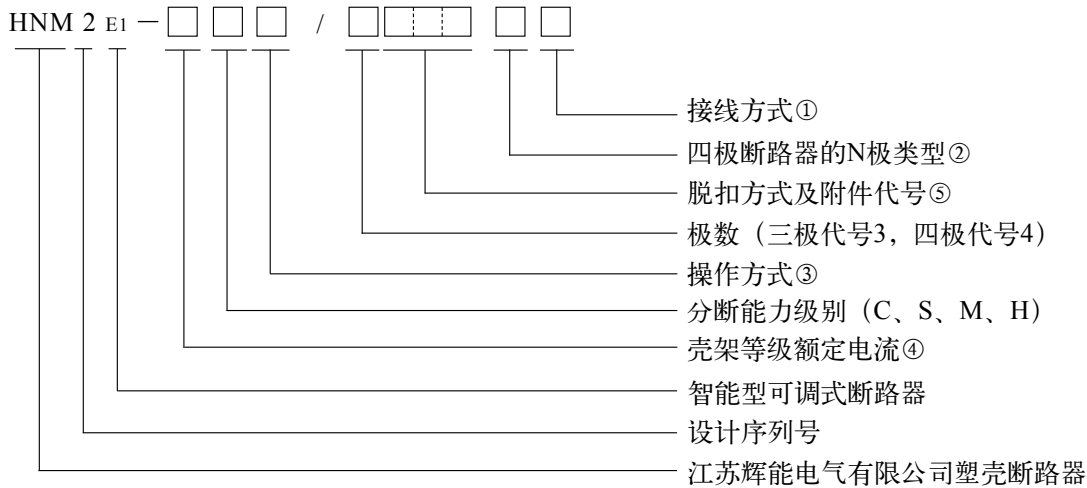 HNM 2 E1 — □ □ □ / □ □ □ □
接线方式①
四极断路器的N极类型②
脱扣方式及附件代号⑤
极数（三极代号3，四极代号4）
操作方式③
分断能力级别（C、S、M、H）
壳架等级额定电流④
智能型可调式断路器
设计序列号
江苏辉能电气有限公司塑壳断路器